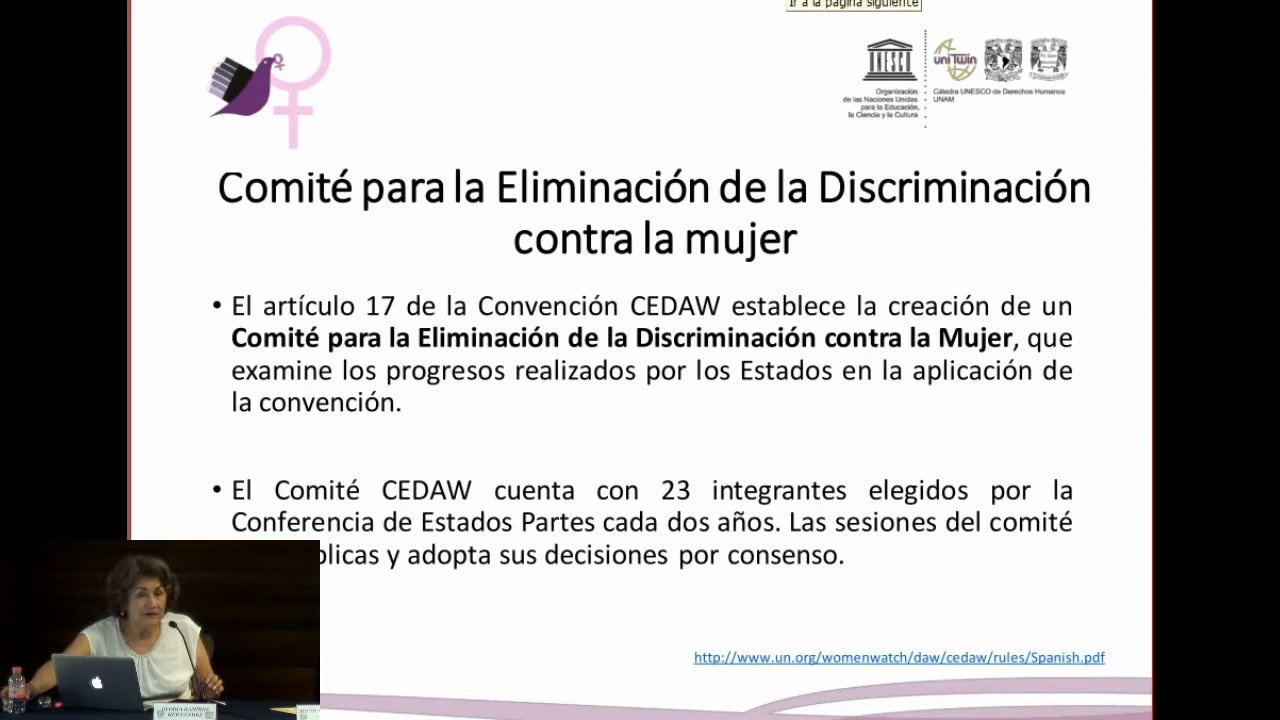 Ir a la página siguiente
UNESCO
uniTwin
Organización
de las Naciones Unidas
para la Educación,
la Ciencia y la Cultura
Cátedra UNESCO de Derechos Humanos
UNAM
Comité para la Eliminación de la Discriminación
contra la mujer
• El artículo 17 de la Convención CEDAW establece la creación de un
Comité para la Eliminación de la Discriminación contra la Mujer, que
examine los progresos realizados por los Estados en la aplicación de
la convención.
• El Comité CEDAW cuenta con 23 integrantes elegidos por la
Conferencia de Estados Partes cada dos años. Las sesiones del comité
blicas y adopta sus decisiones por consenso.
http://www.un.org/womenwatch/daw/cedaw/rules/Spanish.pdf
GLORIA RAMÍREZ
HERNÁNDEZ